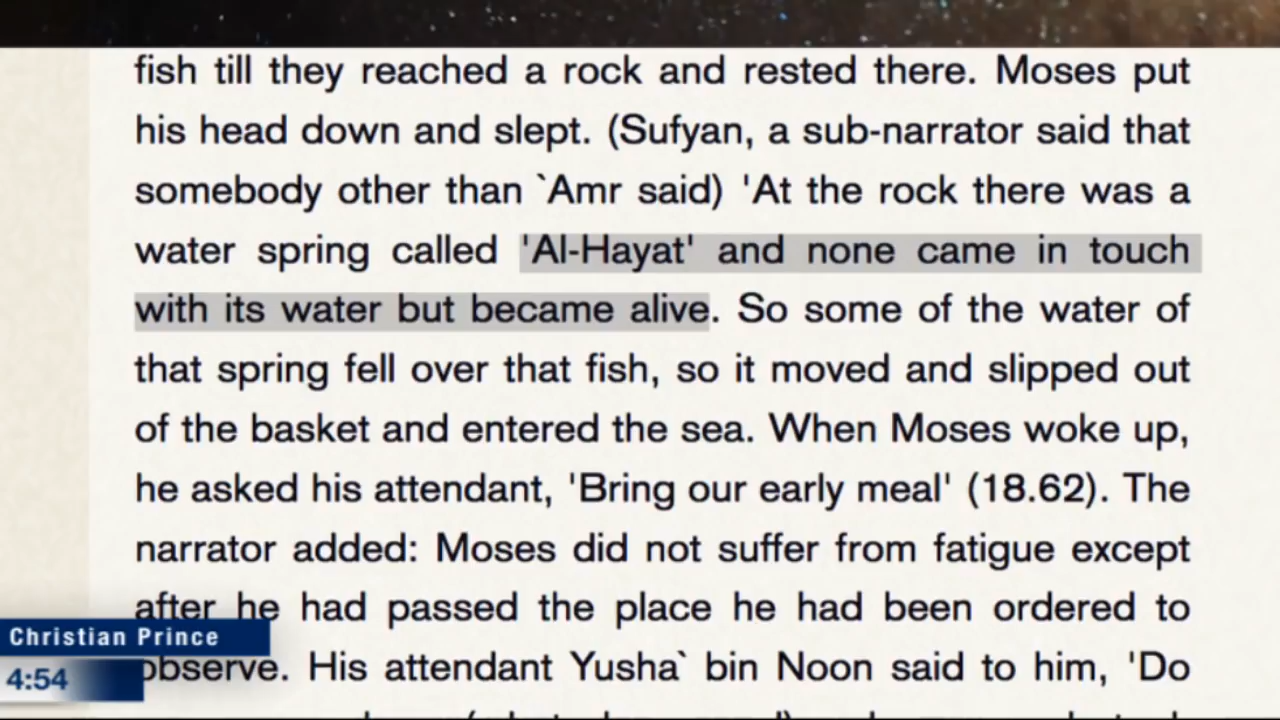 fish till they reached a rock and rested there. Moses put
his head down and slept. (Sufyan, a sub-narrator said that
somebody other than `Amr said) 'At the rock there was a
water spring called 'Al-Hayat' and none came in touch
with its water but became alive. So some of the water of
that spring fell over that fish, so it moved and slipped out
of the basket and entered the sea. When Moses woke up,
he asked his attendant, 'Bring our early meal' (18.62). The
narrator added: Moses did not suffer from fatigue except
after he had passed the place he had been ordered to
Christian Prince
observe. His attendant Yusha` bin Noon said to him, 'Do
4:54